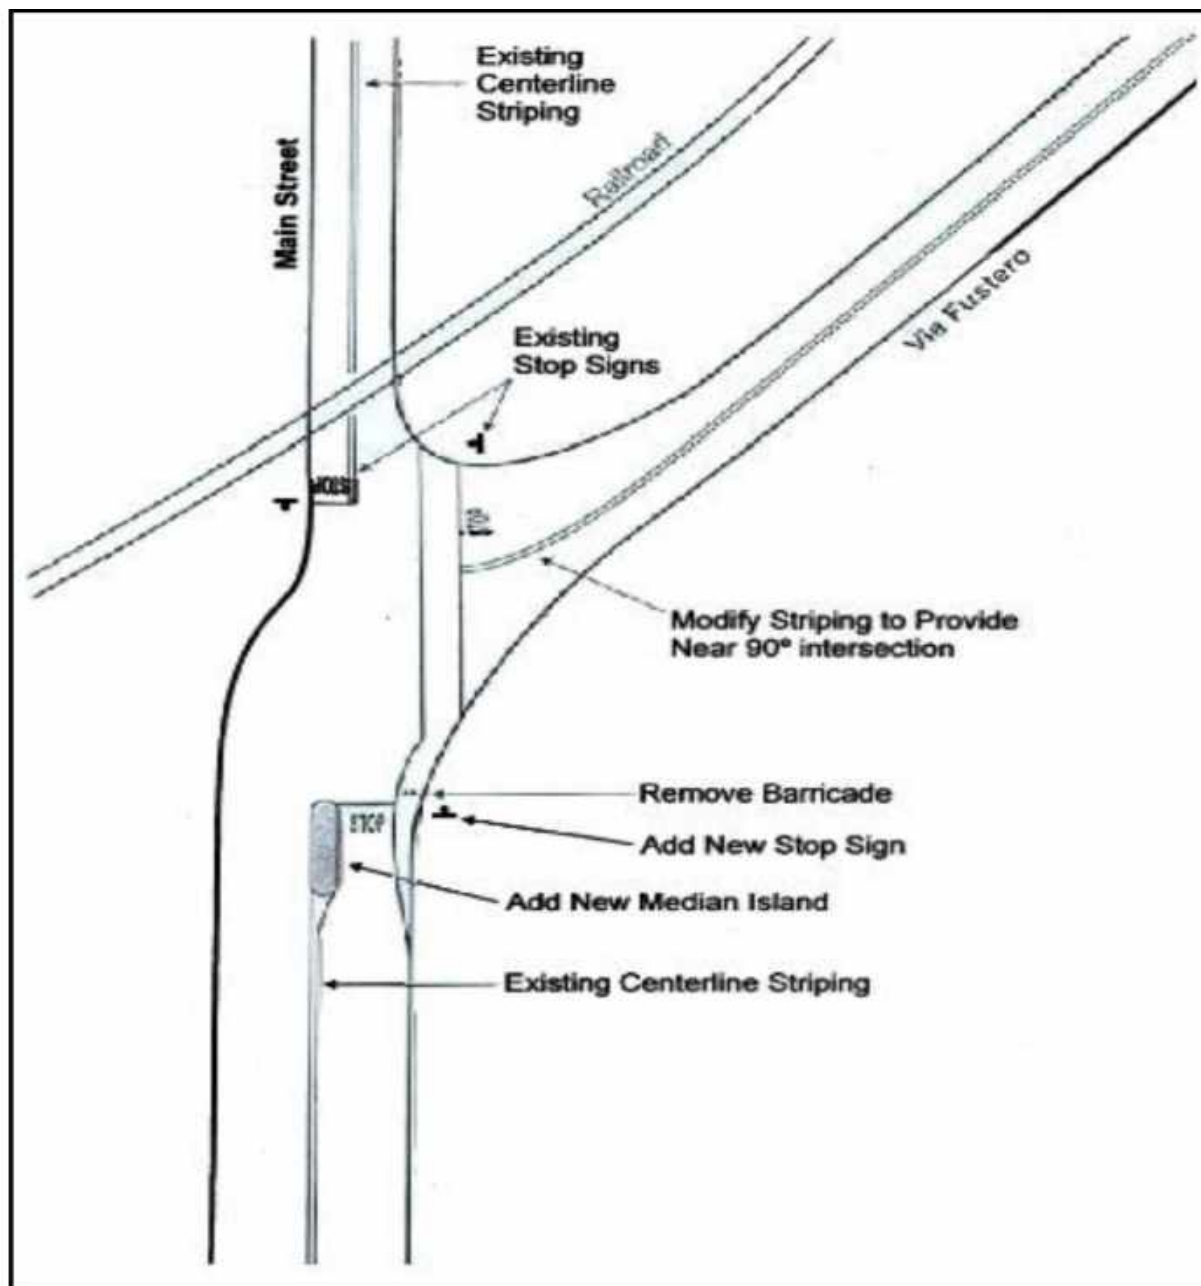 Existing
Centerline
Striping
Main Street
Railroad
Existing
Stop Signs
STOP
STOP
Via Fustero
Modify Striping to Provide
Near 90° intersection
Remove Barricade
STOP
Add New Stop Sign
Add New Median Island
Existing Centerline Striping